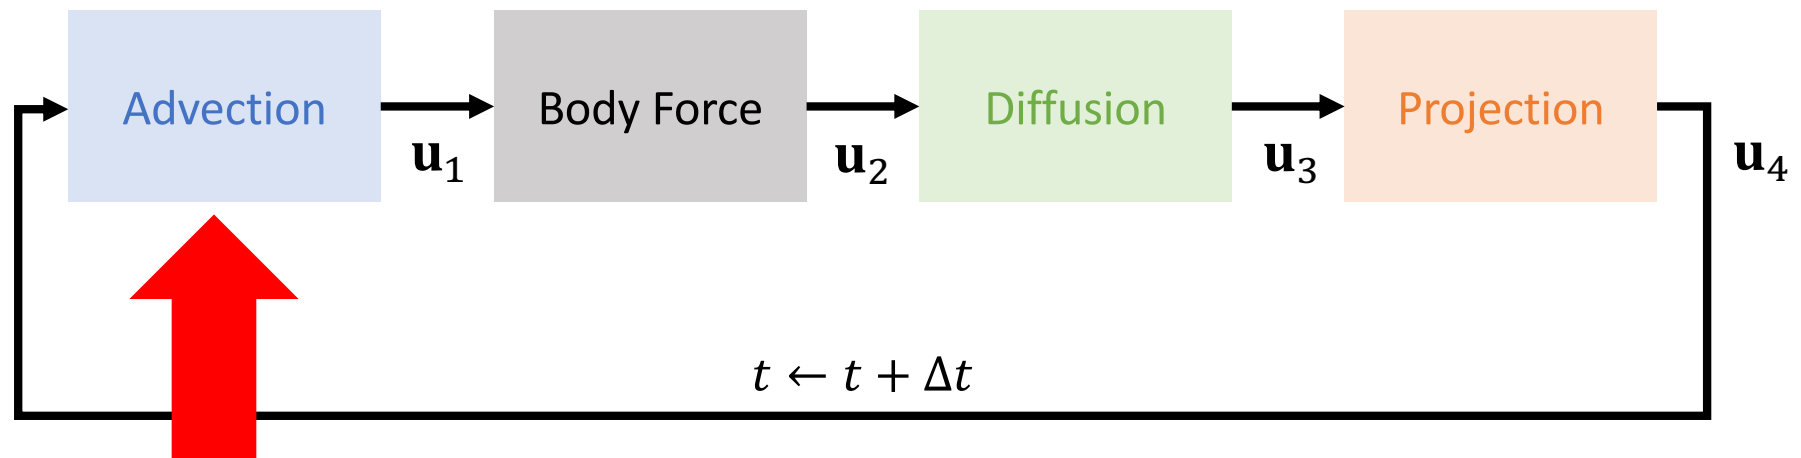 Advection
Body Force
Diffusion
Projection
𝐮₁
𝐮₂
𝐮₃
𝐮₄
𝑡 ← 𝑡 + Δ𝑡